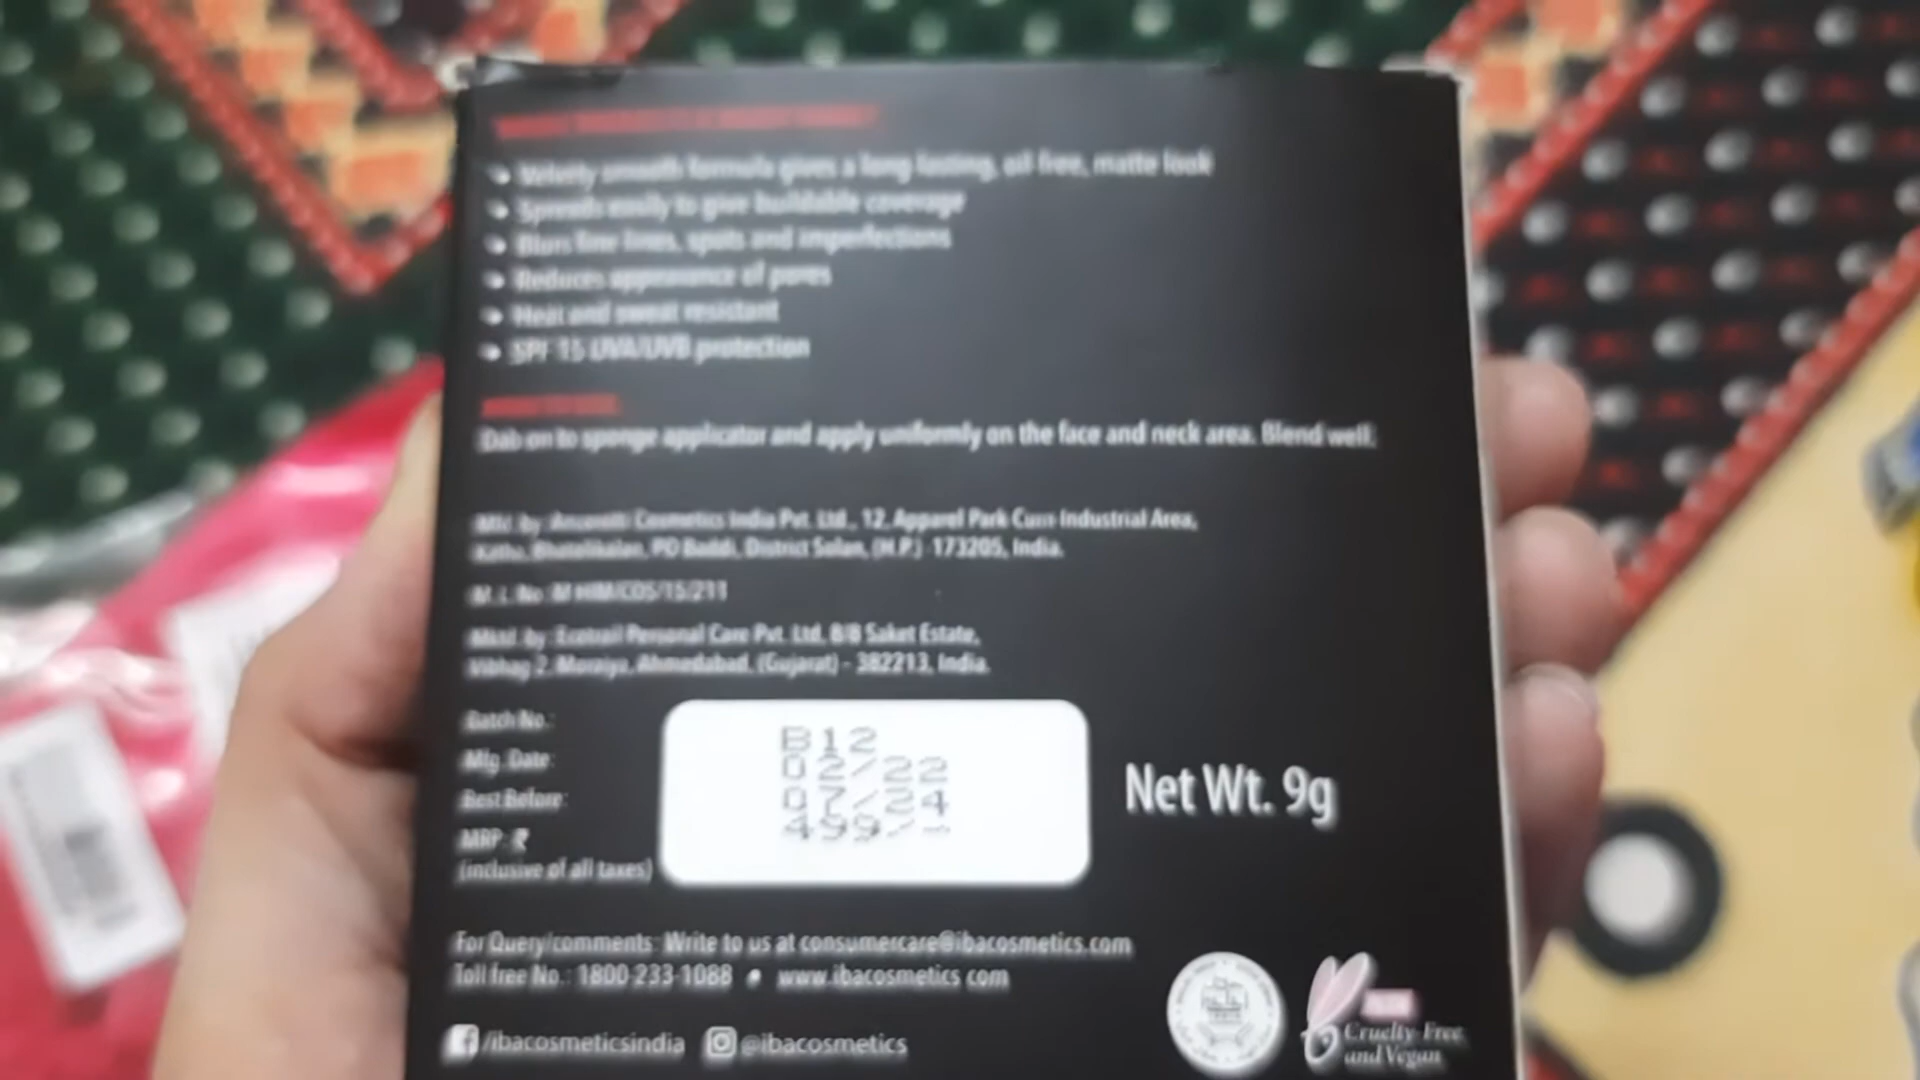 Velvety smooth formula gives a long lasting, oil free, matte look
Spreads easily to give buildable coverage
Blurs fine lines, spots and imperfections
Reduces appearance of pores
Heat and sweat resistant
SPF 15 UVA/UVB protection
Dab on to sponge applicator and apply uniformly on the face and neck area. Blend well.
Mfd. by: Cosmetics India Pvt. Ltd., 12, Apparel Park Cum Industrial Area,
PO Baddi, District Solan, (H.P.) 173205, India.
M. L. No: HIM/COS/15/211
Mktd. by: Ecotrail Personal Care Pvt. Ltd. 8/B Saket Estate,
Vibhag 2, Moraiya, Ahmedabad, (Gujarat) - 382213, India.
Batch No.: B12
Mfg. Date: 02/22
Best Before: 07/24
MRP: ₹
(inclusive of all taxes)
Net Wt. 9g
For Query/comments: Write to us at consumercare@ibacosmetics.com
Toll free No.: 1800-233-1088 • www.ibacosmetics.com
/ibacosmeticsindia @ibacosmetics
Cruelty-Free
and Vegan